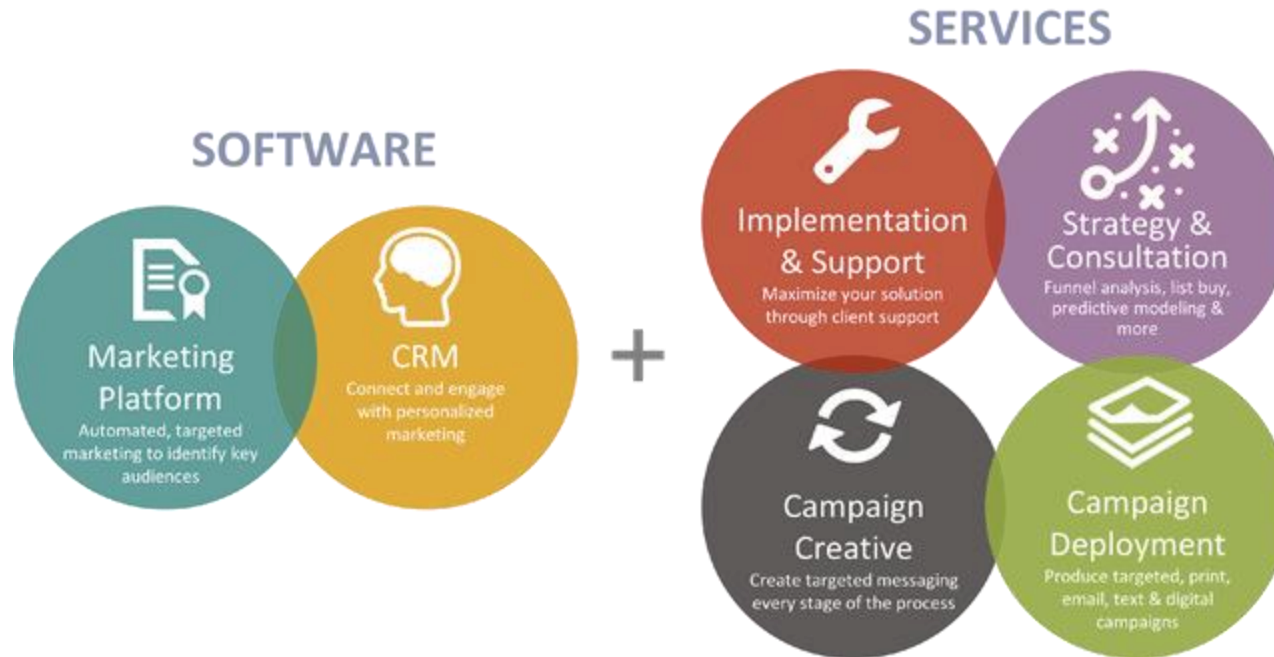 SOFTWARE
Marketing
Platform
Automated, targeted
marketing to identify key
audiences
CRM
Connect and engage
with personalized
marketing
+
SERVICES
Implementation
& Support
Maximize your solution
through client support
Strategy &
Consultation
Funnel analysis, list buy,
predictive modeling &
more
Campaign
Creative
Create targeted messaging
every stage of the process
Campaign
Deployment
Produce targeted, print,
email, text & digital
campaigns